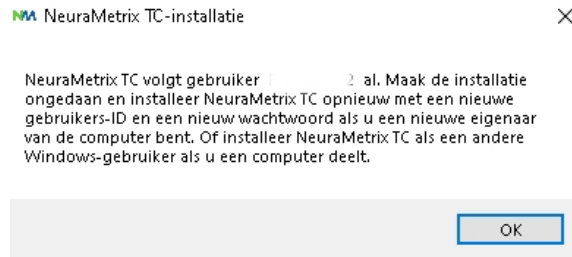 NM NeuraMetrix TC-installatie
NeuraMetrix TC volgt gebruiker 2 al. Maak de installatie
ongedaan en installeer NeuraMetrix TC opnieuw met een nieuwe
gebruikers-ID en een nieuw wachtwoord als u een nieuwe eigenaar
van de computer bent. Of installeer NeuraMetrix TC als een andere
Windows-gebruiker als u een computer deelt.
OK